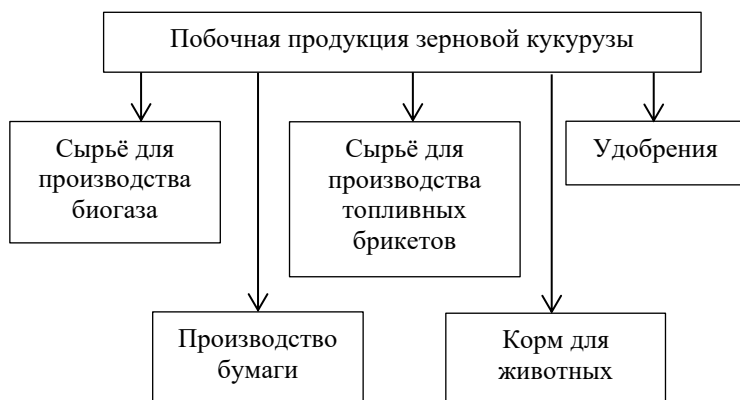 Побочная продукция зерновой кукурузы
Сырьё для
производства
биогаза
Сырьё для
производства
топливных
брикетов
Удобрения
Производство
бумаги
Корм для
животных